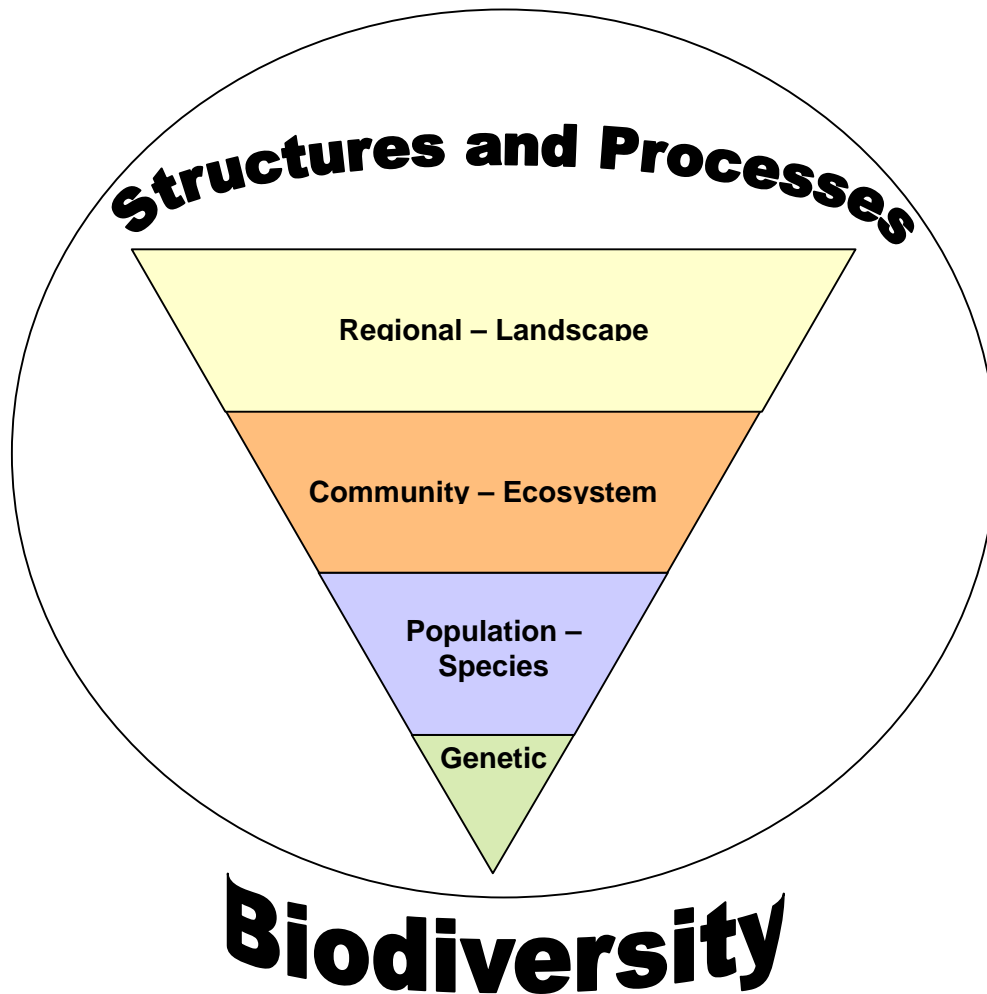 Structures and Processes
Regional – Landscape
Community – Ecosystem
Population –
Species
Genetic
Biodiversity